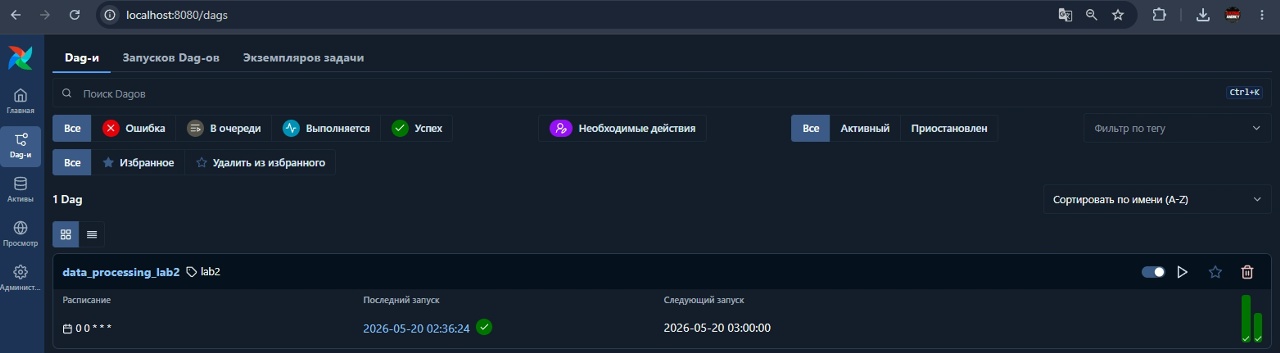 localhost:8080/dags
Dag-и Запусков Dag-ов Экземпляров задачи
Поиск Dagов Ctrl+K
Все Ошибка В очереди Выполняется Успех Необходимые действия Все Активный Приостановлен Фильтр по тегу
Все Избранное Удалить из избранного
1 Dag Сортировать по имени (A-Z)
Главная
Dag-и
Активы
Просмотр
Админист...
data_processing_lab2 lab2
Расписание Последний запуск Следующий запуск
0 0 * * * 2026-05-20 02:36:24 2026-05-20 03:00:00